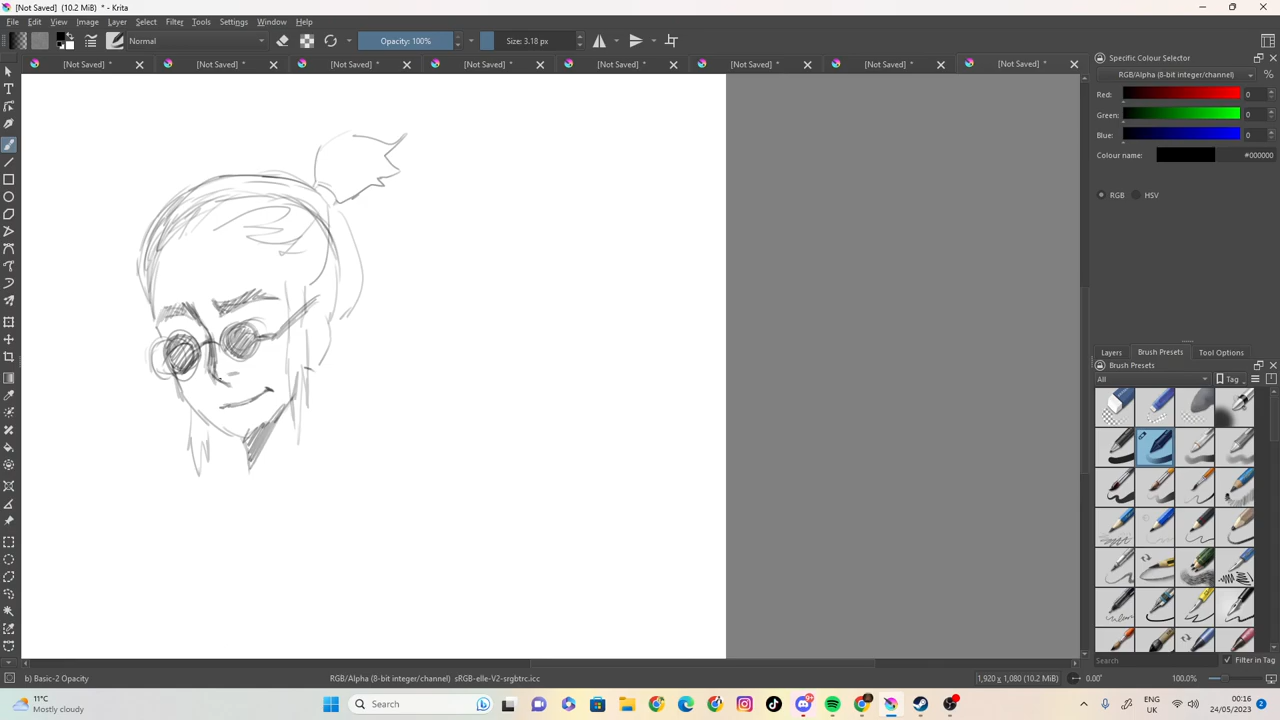 [Not Saved] (10.2 MiB) * - Krita
File Edit View Image Layer Filter Tools Settings Window Help
Normal Opacity: 100% Size: 3.18 px
[Not Saved] * [Not Saved] * [Not Saved] * [Not Saved] * [Not Saved] * [Not Saved] * [Not Saved] * [Not Saved] *
Specific Colour Selector
RGB/Alpha (8-bit integer/channel) %
Red: 0
Green: 0
Blue: 0
Colour name: #000000
RGB HSV
Layers Brush Presets Tool Options
Brush Presets
All Tag
Search Filter in Tag
b) Basic-2 Opacity RGB/Alpha (8-bit integer/channel) sRGB-elle-V2-srgbtrc.icc 1,920 x 1,080 (10.2 MiB) 0.00° 100.0%
11°C
Mostly cloudy
Search
ENG
UK
00:16
24/05/2023
2